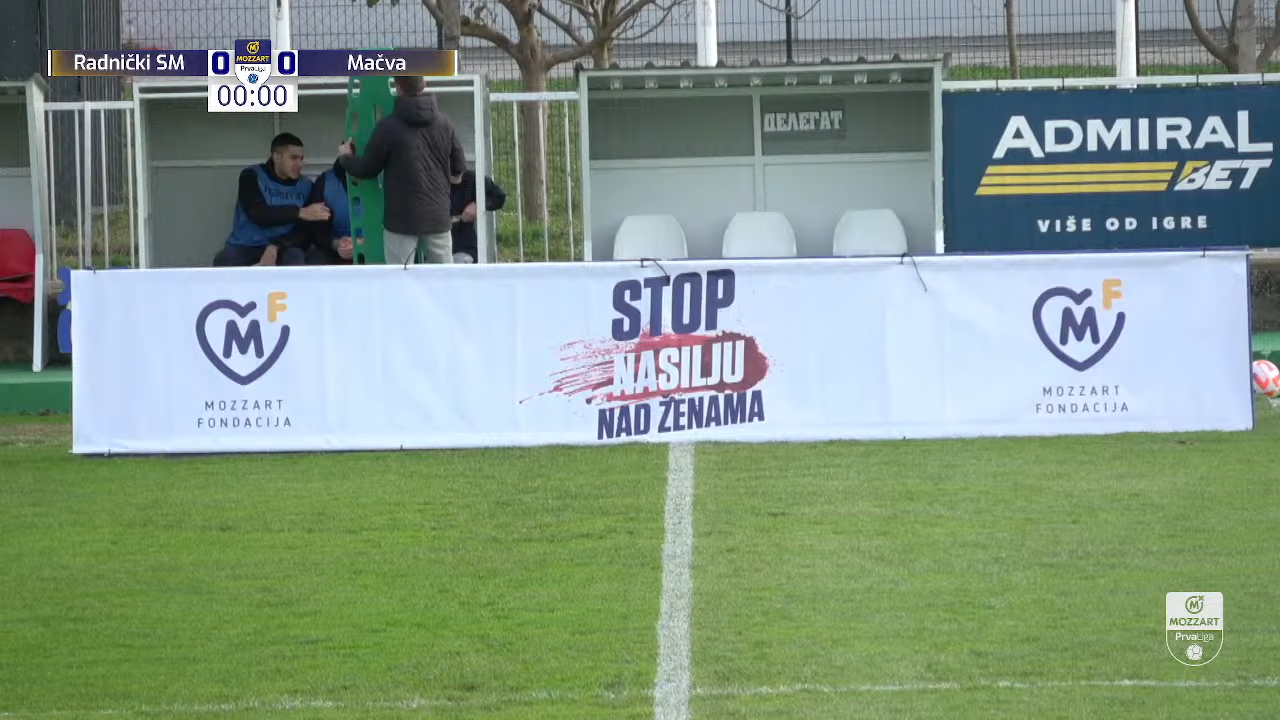 Radnički SM 0 0 Mačva
MOZZART
PrvaLiga
00:00
ДЕЛЕГАТ
ADMIRAL
BET
VIŠE OD IGRE
M F
MOZZART
FONDACIJA
STOP
NASILJU
NAD ŽENAMA
M F
MOZZART
FONDACIJA
M
MOZZART
PrvaLiga